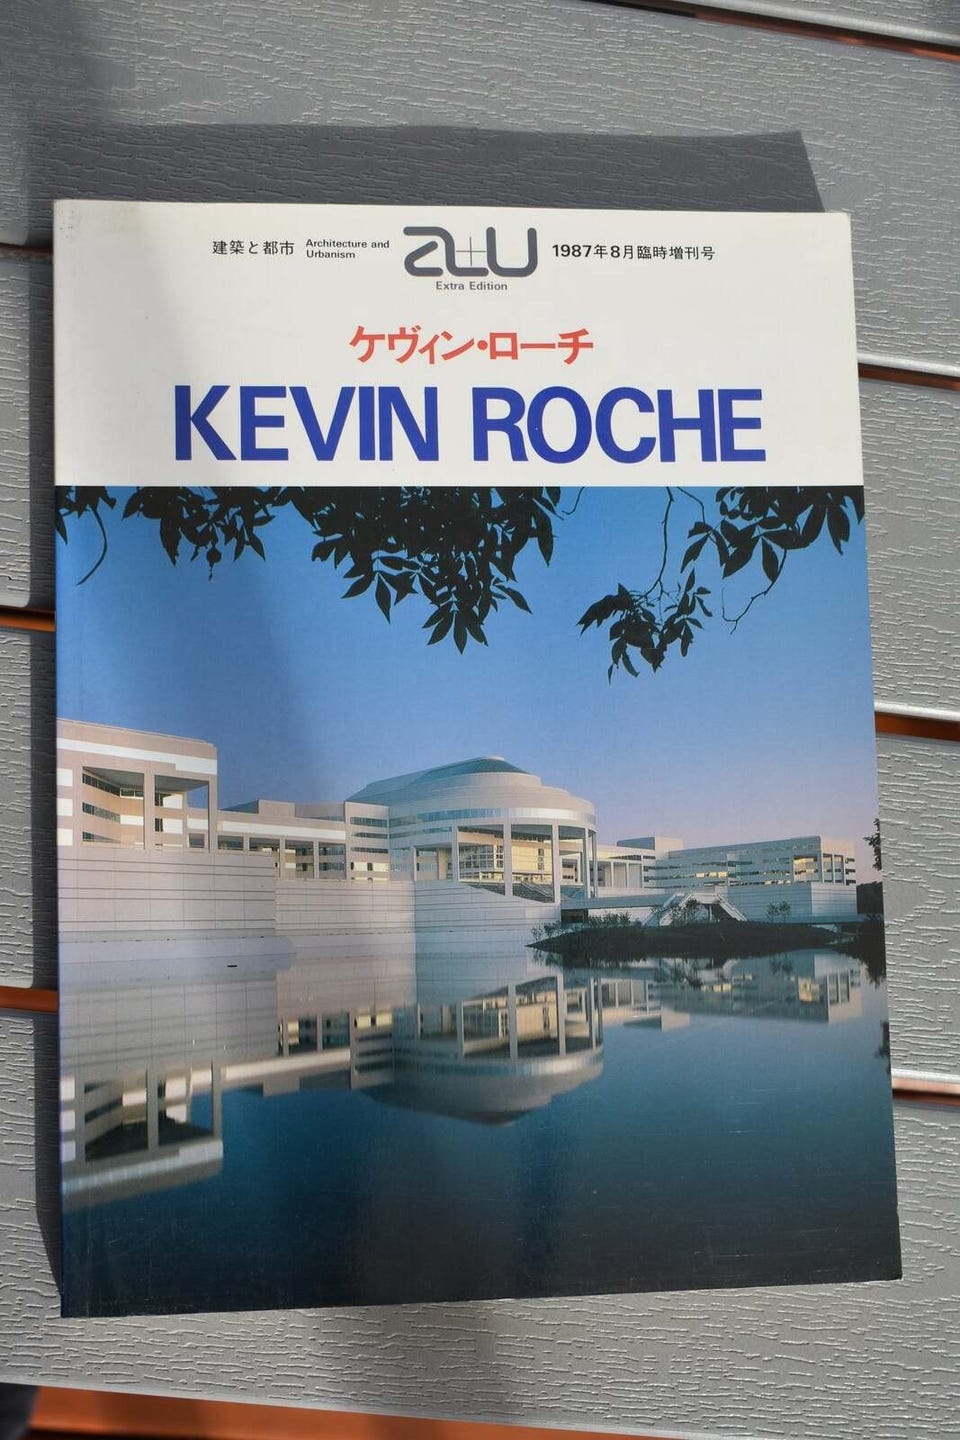 建築と都市 Architecture and Urbanism a+u 1987年8月臨時増刊号
Extra Edition
ケヴィン・ローチ
KEVIN ROCHE